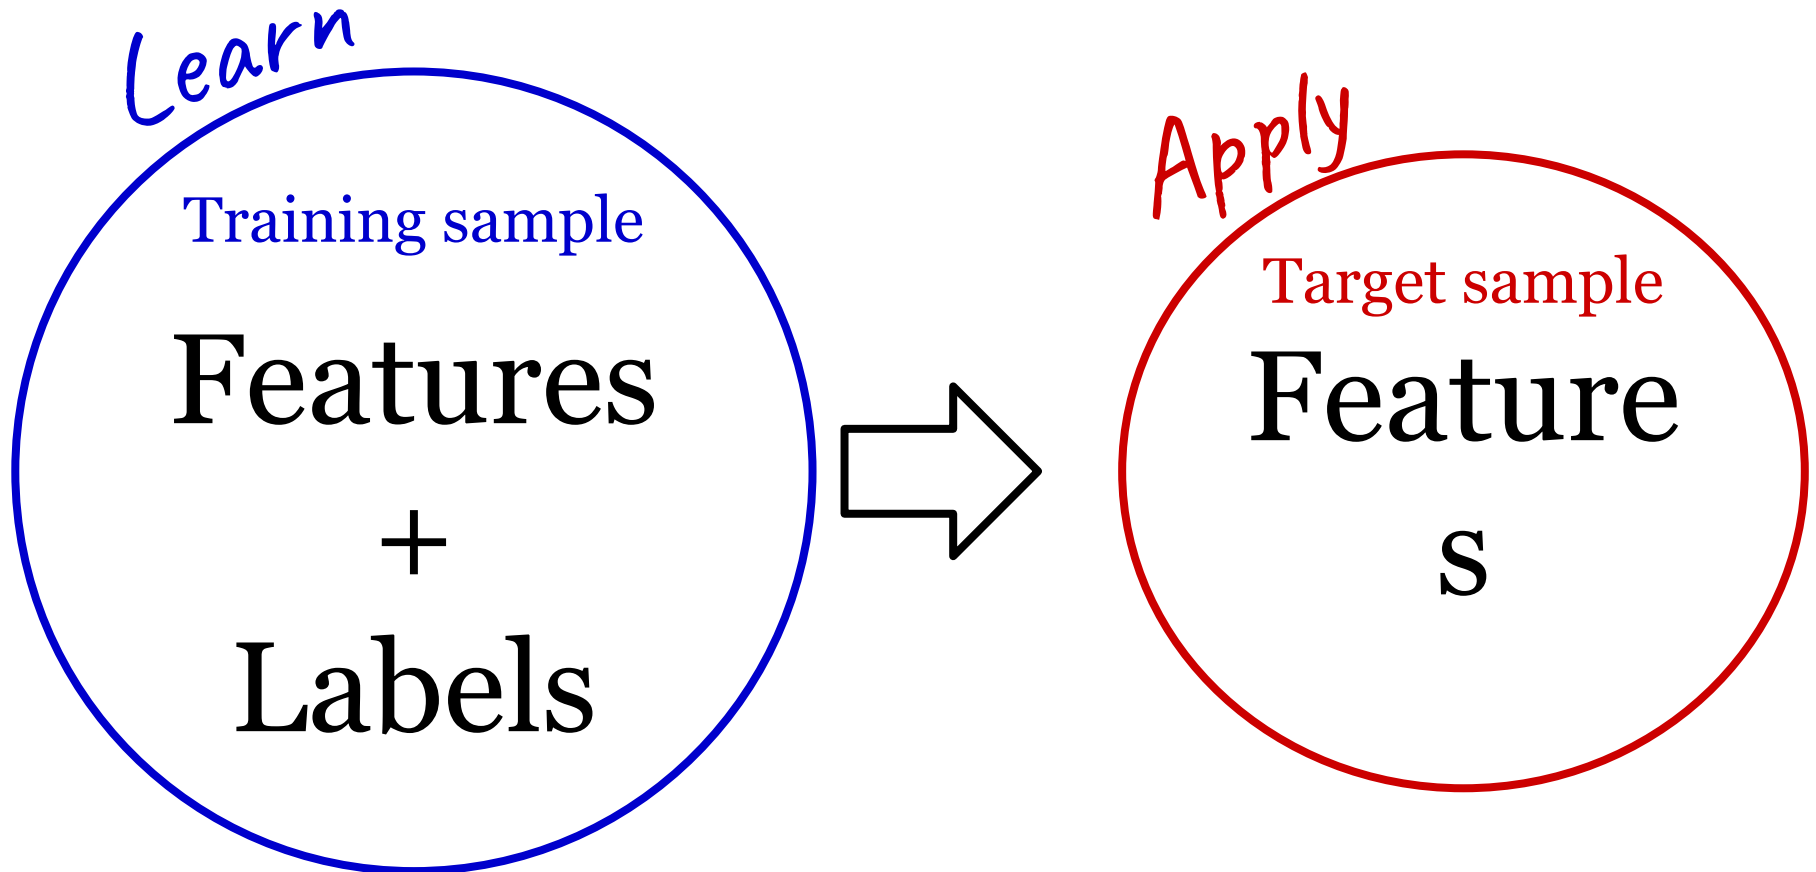 Learn
Training sample
Features
+
Labels
Apply
Target sample
Feature
s